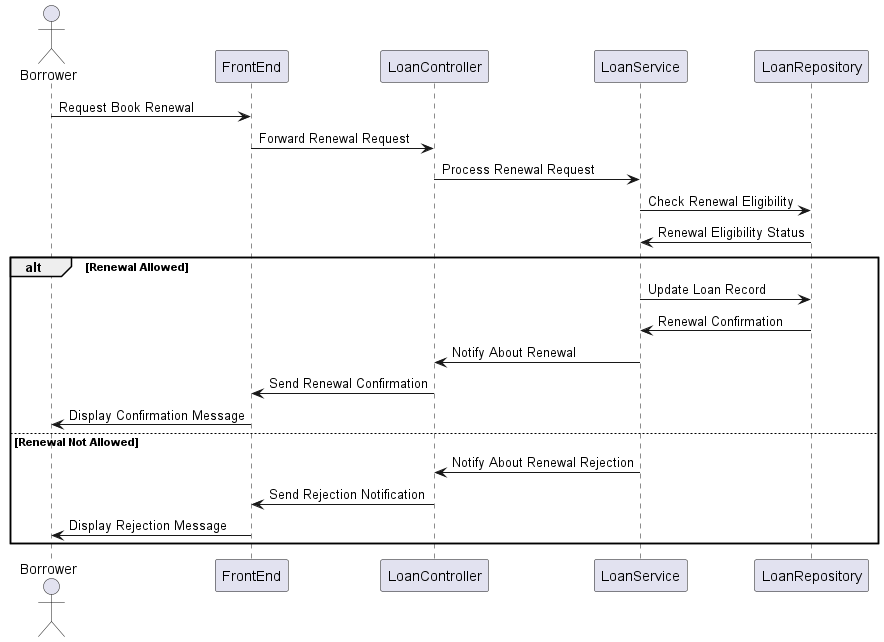 Borrower
FrontEnd
LoanController
LoanService
LoanRepository
Request Book Renewal
Forward Renewal Request
Process Renewal Request
Check Renewal Eligibility
Renewal Eligibility Status
alt
[Renewal Allowed]
Update Loan Record
Renewal Confirmation
Notify About Renewal
Send Renewal Confirmation
Display Confirmation Message
[Renewal Not Allowed]
Notify About Renewal Rejection
Send Rejection Notification
Display Rejection Message
Borrower
FrontEnd
LoanController
LoanService
LoanRepository